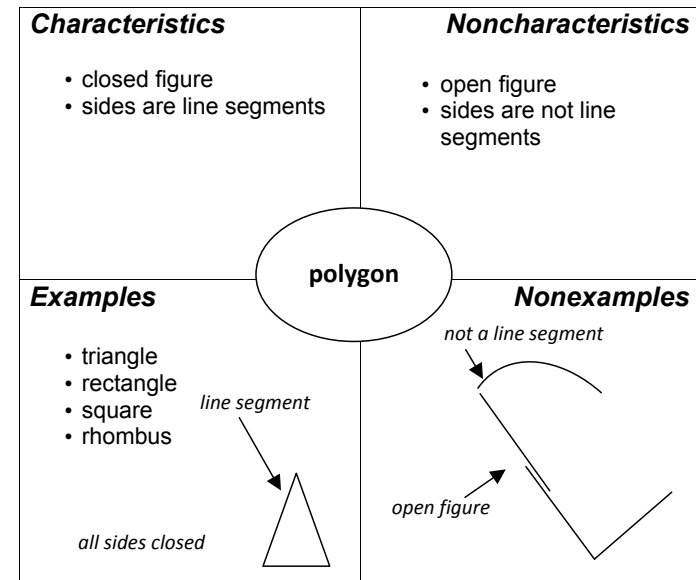 Characteristics
• closed figure
• sides are line segments
Noncharacteristics
• open figure
• sides are not line
segments
polygon
Examples
• triangle
• rectangle
• square
• rhombus
line segment
all sides closed
Nonexamples
not a line segment
open figure